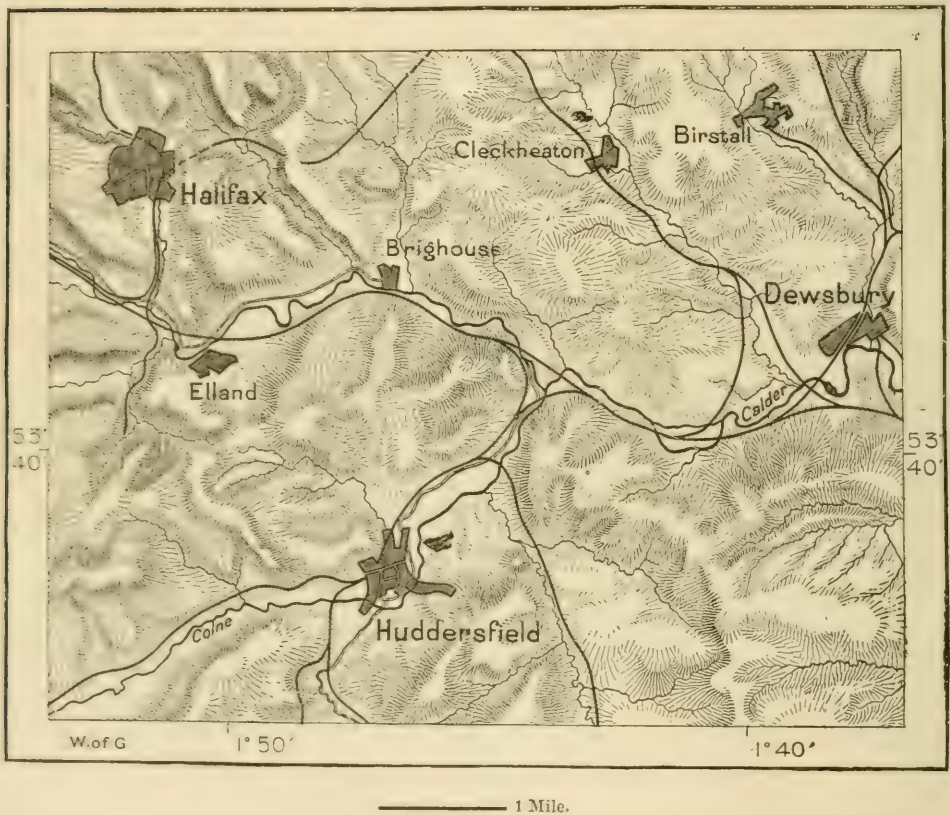 Cleckheaton
Birstall
Halifax
Brighouse
Dewsbury
Elland
Calder
53°
40'
53°
40'
Huddersfield
Colne
W. of G
1° 50'
1° 40'
1 Mile.